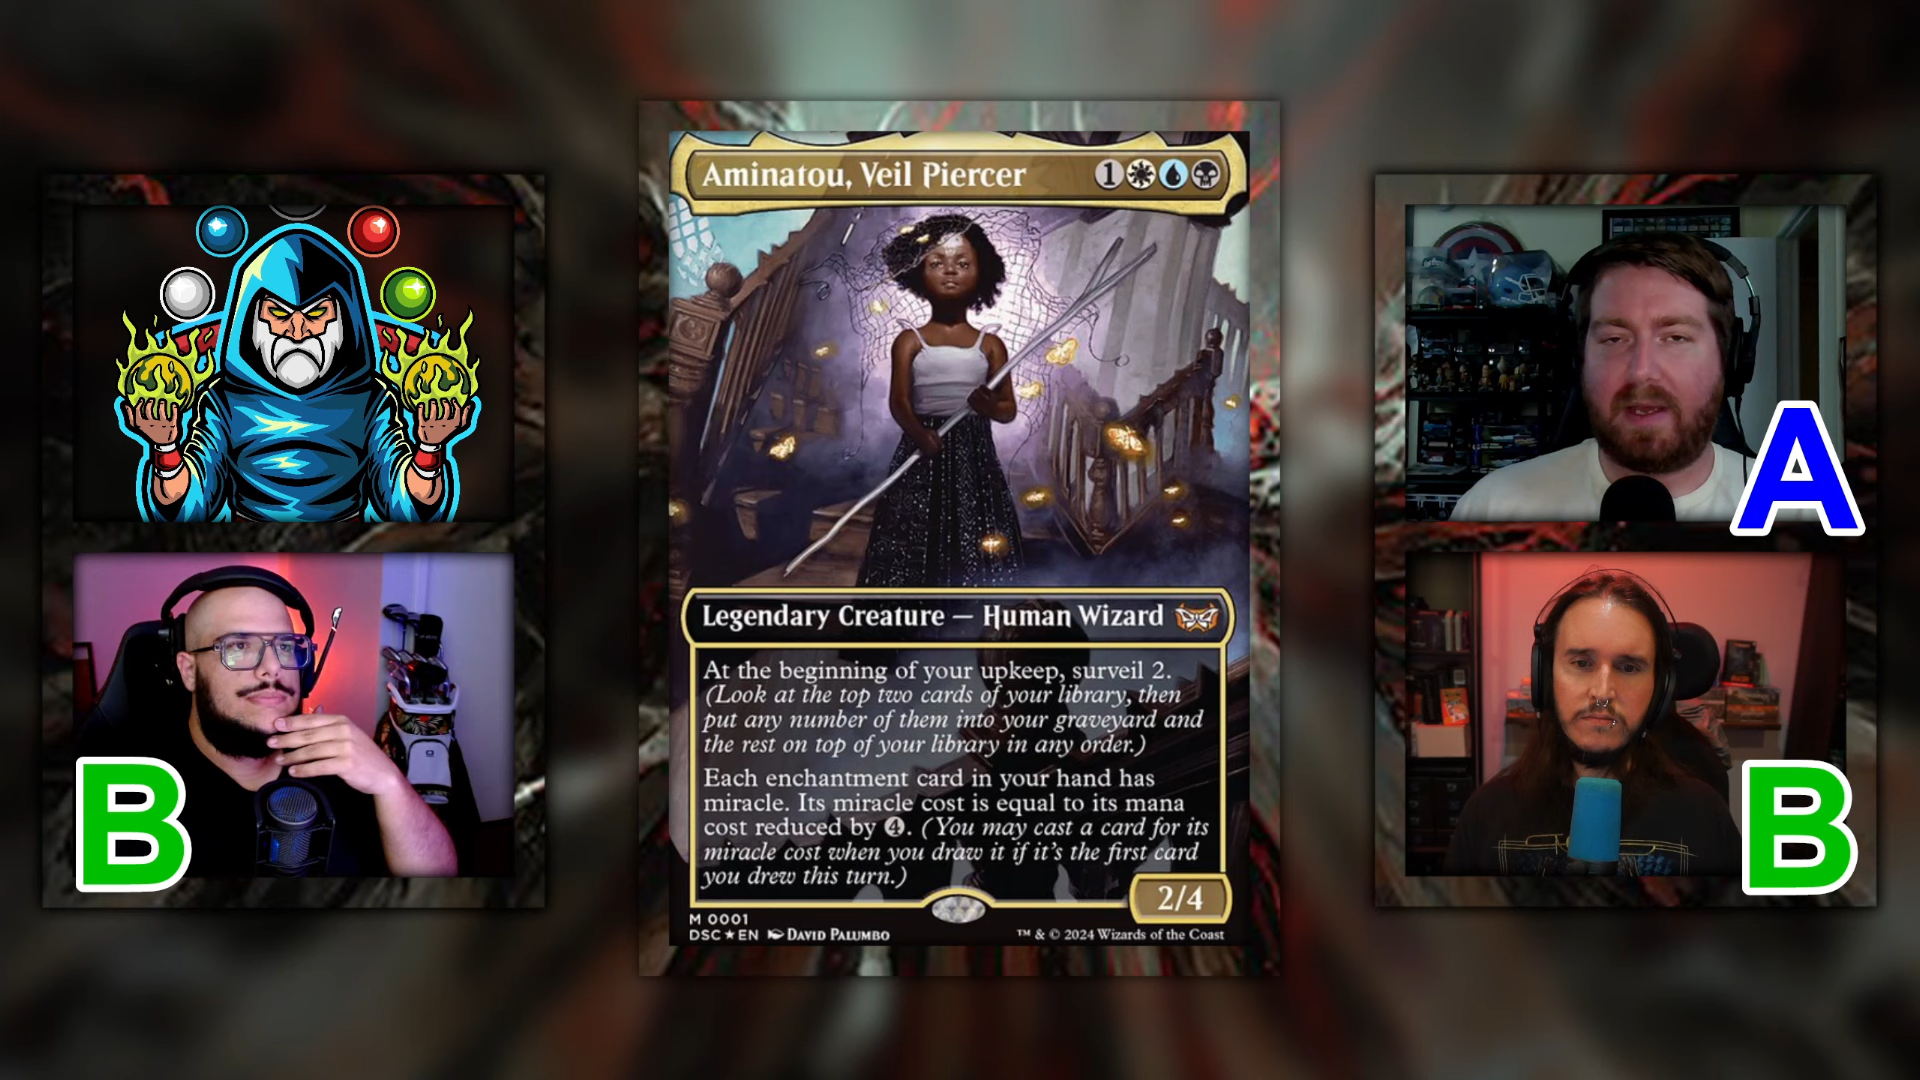 Aminatou, Veil Piercer 1
Legendary Creature — Human Wizard
At the beginning of your upkeep, surveil 2.
(Look at the top two cards of your library, then
put any number of them into your graveyard and
the rest on top of your library in any order.)
Each enchantment card in your hand has
miracle. Its miracle cost is equal to its mana
cost reduced by 4. (You may cast a card for its
miracle cost when you draw it if it's the first card
you drew this turn.)
2/4
M 0001
DSC★EN David Palumbo
™ & © 2024 Wizards of the Coast
B
A
B